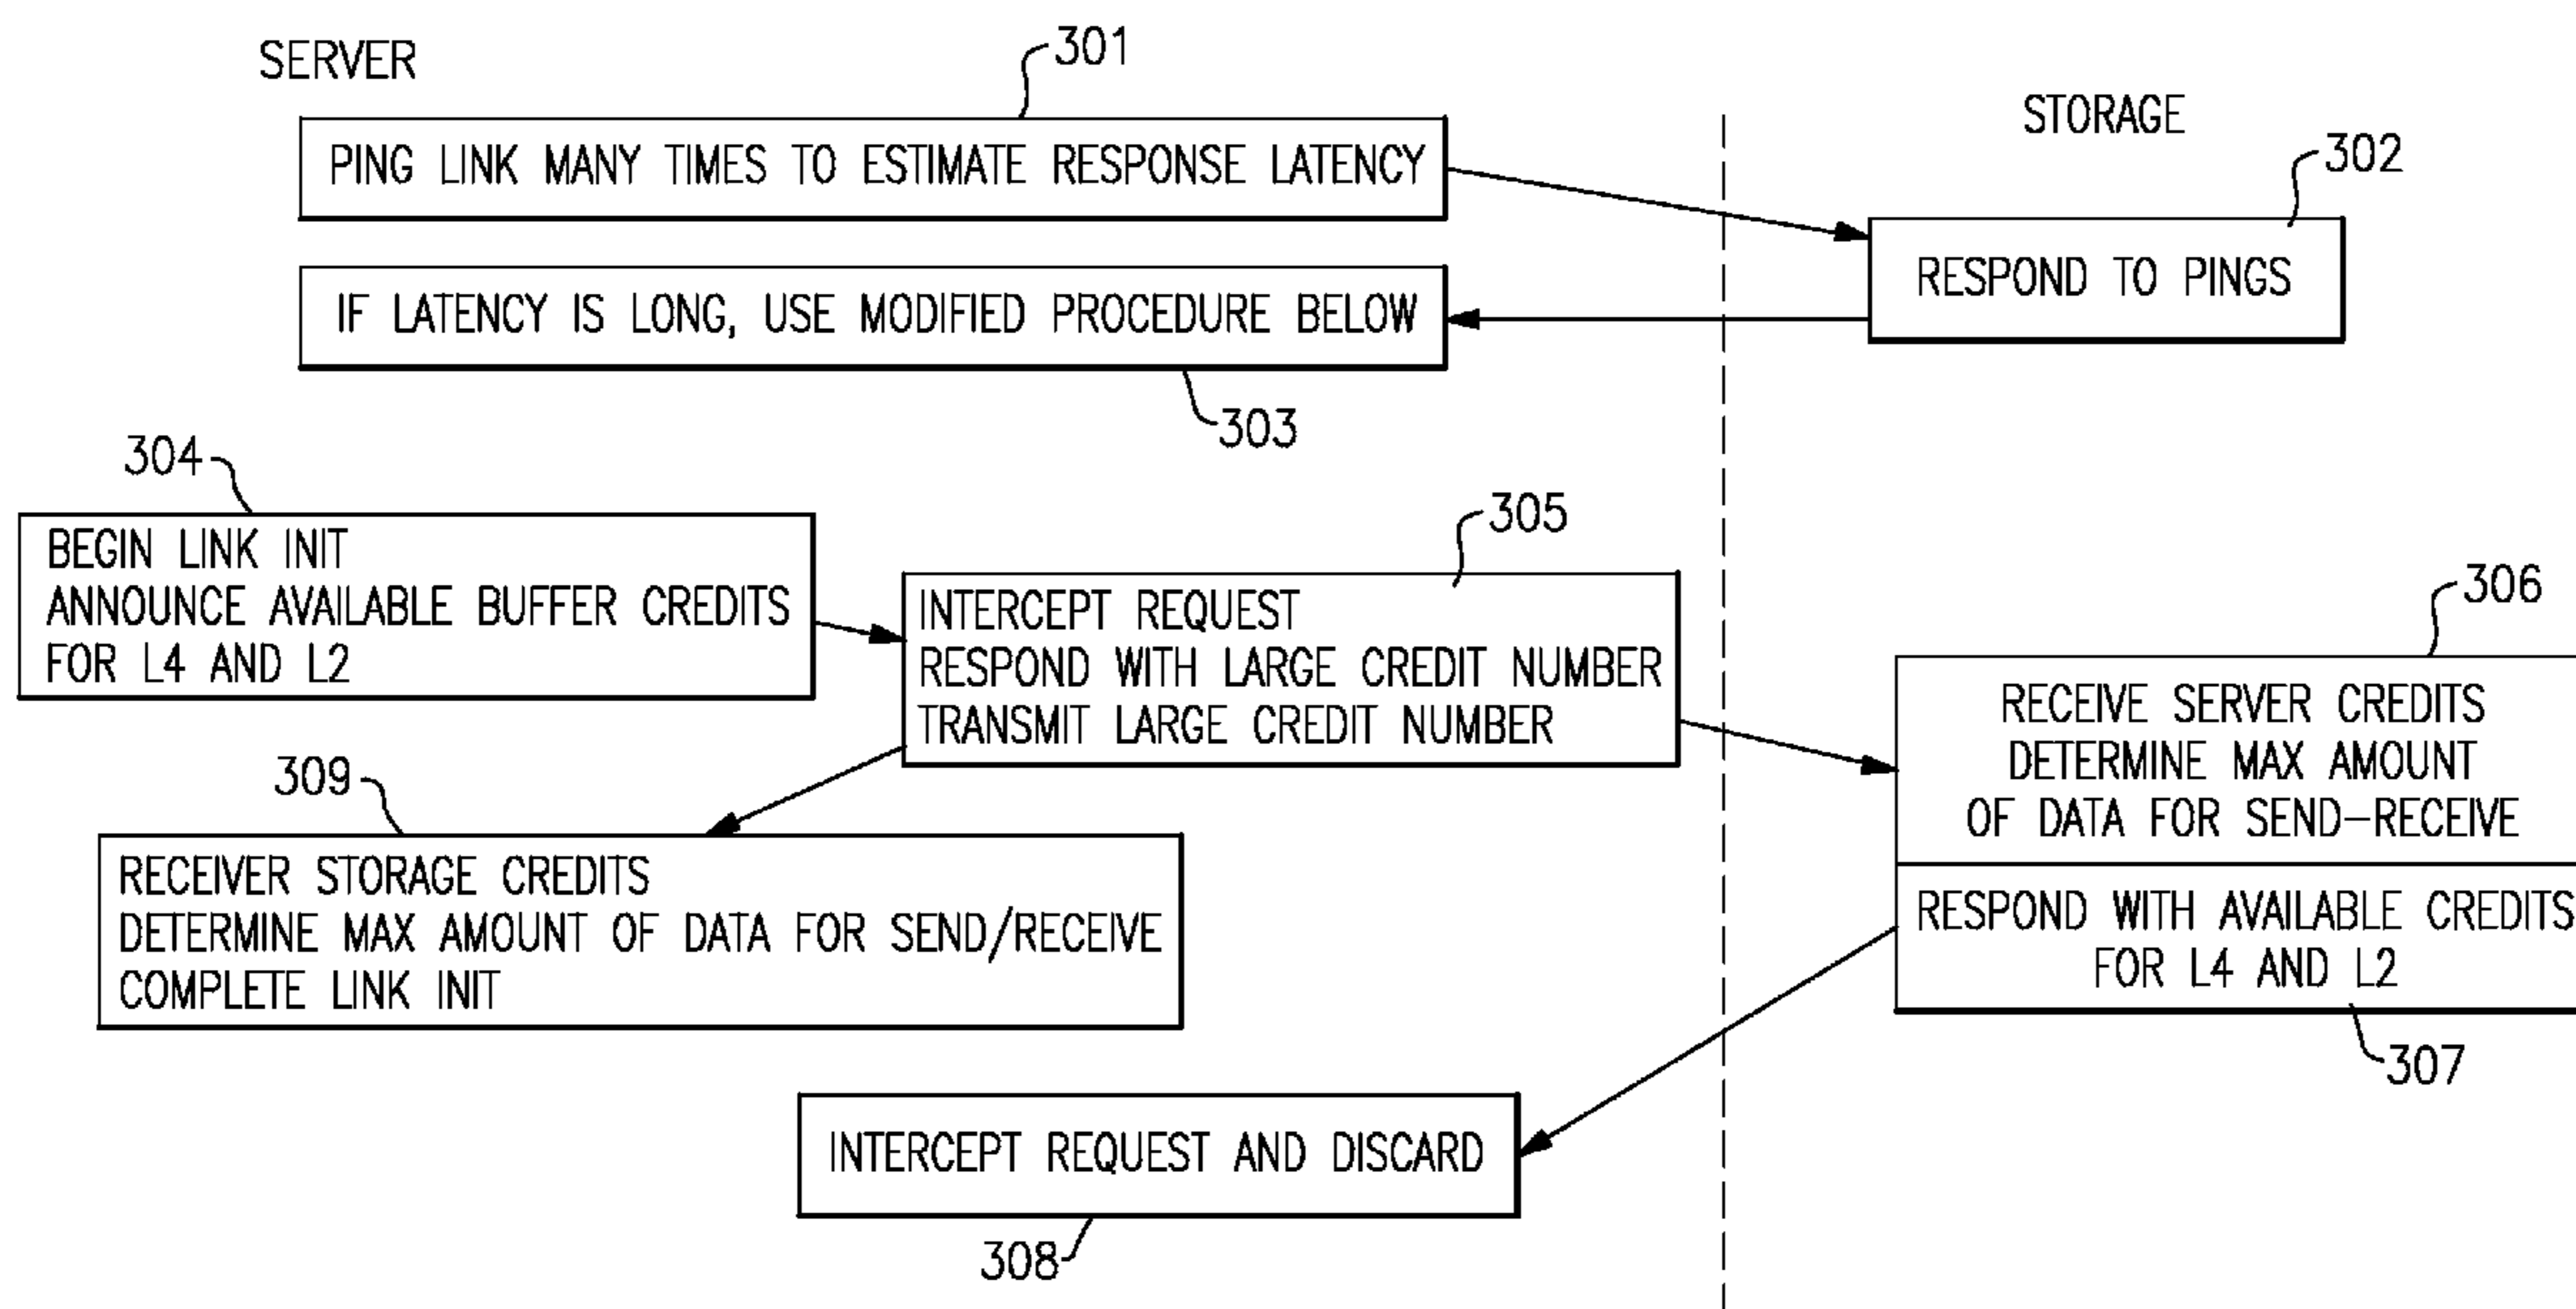 SERVER
301
PING LINK MANY TIMES TO ESTIMATE RESPONSE LATENCY
STORAGE
302
RESPOND TO PINGS
IF LATENCY IS LONG, USE MODIFIED PROCEDURE BELOW
303
304
BEGIN LINK INIT
ANNOUNCE AVAILABLE BUFFER CREDITS
FOR L4 AND L2
305
INTERCEPT REQUEST
RESPOND WITH LARGE CREDIT NUMBER
TRANSMIT LARGE CREDIT NUMBER
306
RECEIVE SERVER CREDITS
DETERMINE MAX AMOUNT
OF DATA FOR SEND-RECEIVE
RESPOND WITH AVAILABLE CREDITS
FOR L4 AND L2
307
309
RECEIVER STORAGE CREDITS
DETERMINE MAX AMOUNT OF DATA FOR SEND/RECEIVE
COMPLETE LINK INIT
INTERCEPT REQUEST AND DISCARD
308